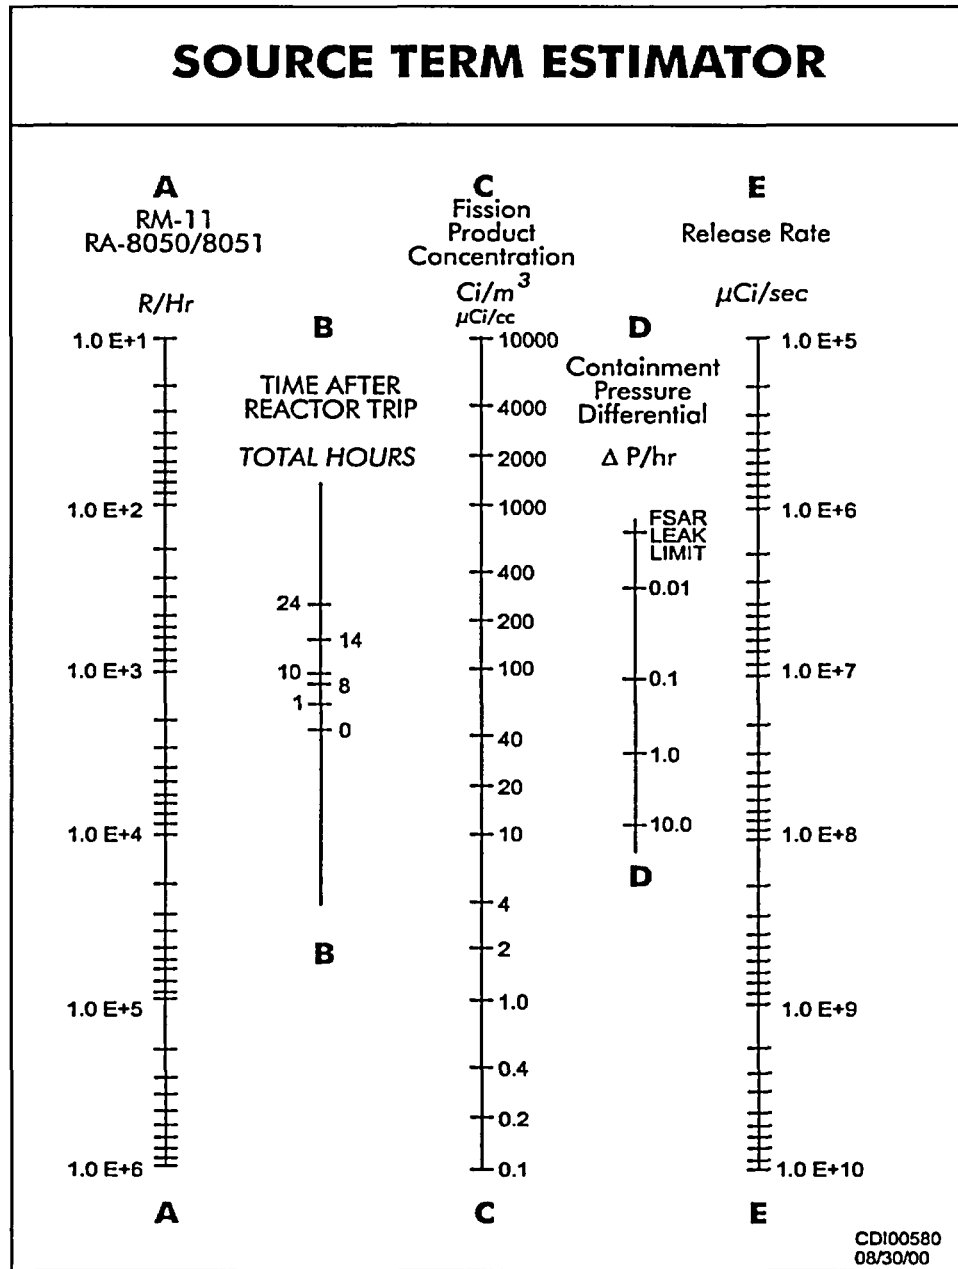 SOURCE TERM ESTIMATOR
A
RM-11
RA-8050/8051
R/Hr
1.0 E+1
1.0 E+2
1.0 E+3
1.0 E+4
1.0 E+5
1.0 E+6
A
B
TIME AFTER
REACTOR TRIP
TOTAL HOURS
24
14
10
8
1
0
B
C
Fission
Product
Concentration
Ci/m³
µCi/cc
10000
4000
2000
1000
400
200
100
40
20
10
4
2
1.0
0.4
0.2
0.1
C
D
Containment
Pressure
Differential
Δ P/hr
FSAR
LEAK
LIMIT
0.01
0.1
1.0
10.0
D
E
Release Rate
µCi/sec
1.0 E+5
1.0 E+6
1.0 E+7
1.0 E+8
1.0 E+9
1.0 E+10
E
CDI00580
08/30/00